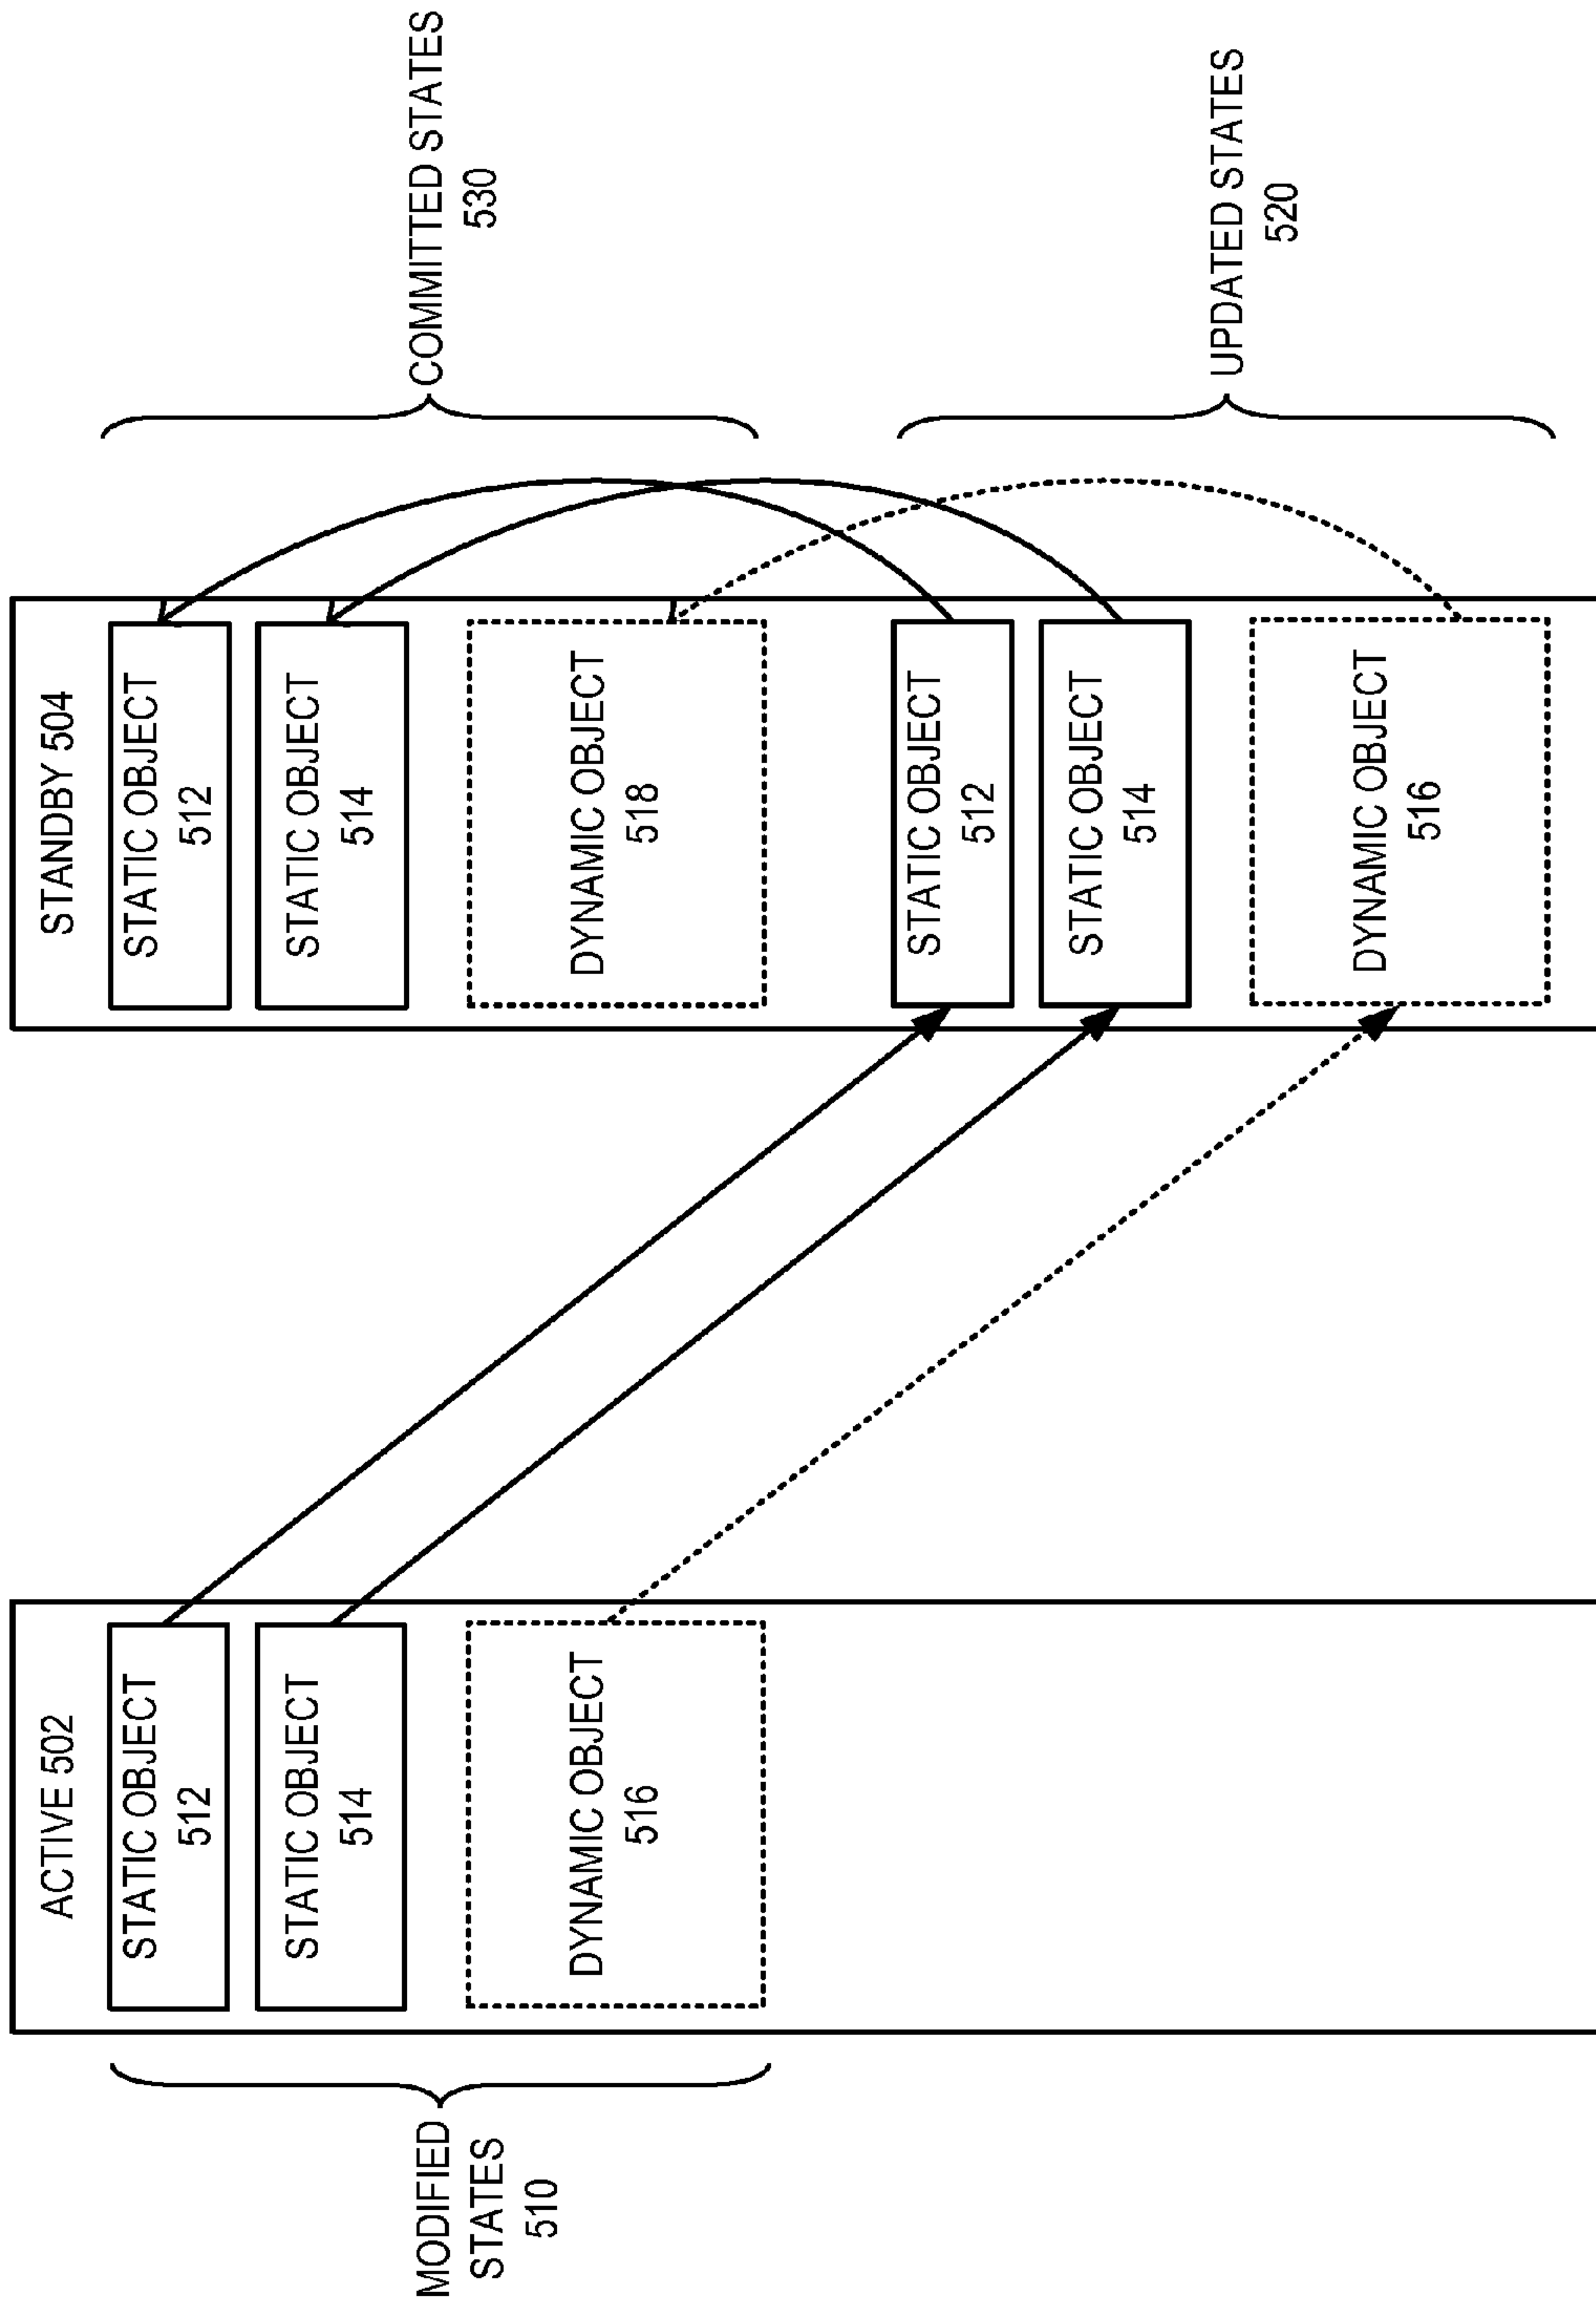 ACTIVE 502
STATIC OBJECT
512
STATIC OBJECT
514
DYNAMIC OBJECT
516
MODIFIED
STATES
510
STANDBY 504
STATIC OBJECT
512
STATIC OBJECT
514
DYNAMIC OBJECT
518
STATIC OBJECT
512
STATIC OBJECT
514
DYNAMIC OBJECT
516
COMMITTED STATES
530
UPDATED STATES
520